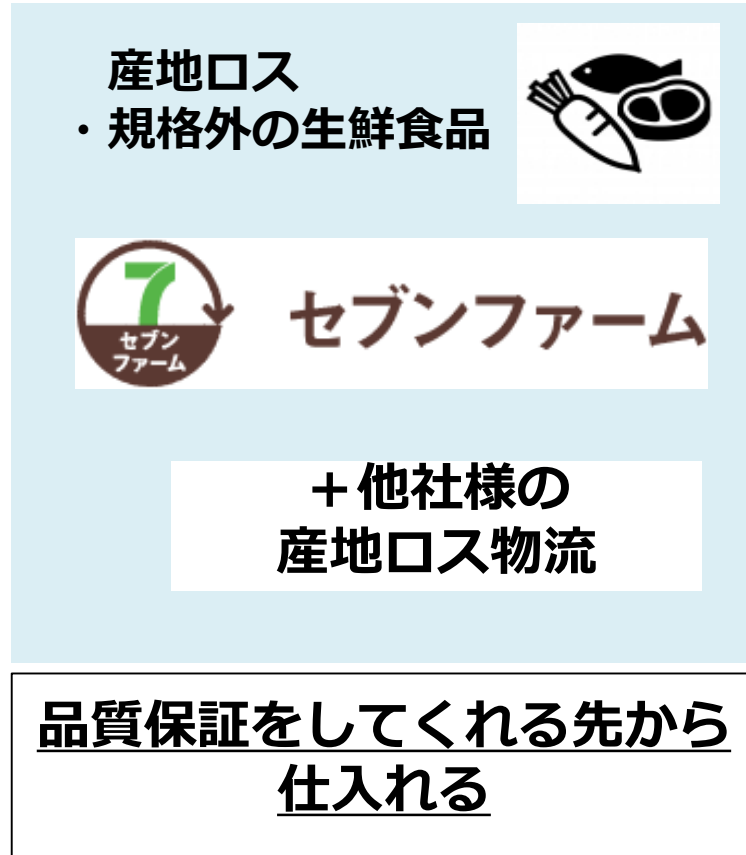 産地ロス
・規格外の生鮮食品
7
セブン
ファーム
セブンファーム
＋他社様の
産地ロス物流
品質保証をしてくれる先から
仕入れる